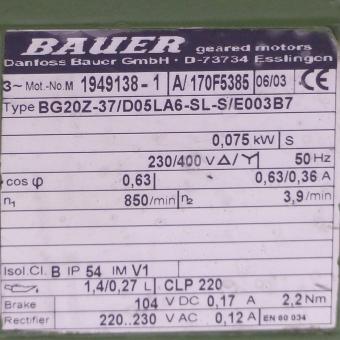 BAUER geared motors
Danfoss Bauer GmbH · D-73734 Esslingen
3~ Mot.-No.M 1949138-1 A/170F5385 06/03 CE
Type BG20Z-37/D05LA6-SL-S/E003B7
0,075 kW S
230/400 V Δ/Y 50 Hz
cos φ 0,63 0,63/0,36 A
n1 850/min n2 3,9/min
Isol.Cl. B IP 54 IM V1
1,4/0,27 L CLP 220
Brake 104 V DC 0,17 A 2,2 Nm
Rectifier 220..230 V AC 0,12 A EN 60 034